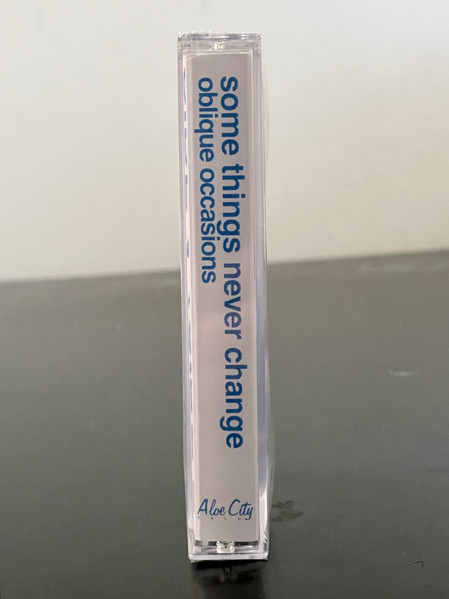 some things never change
oblique occasions
Aloe City